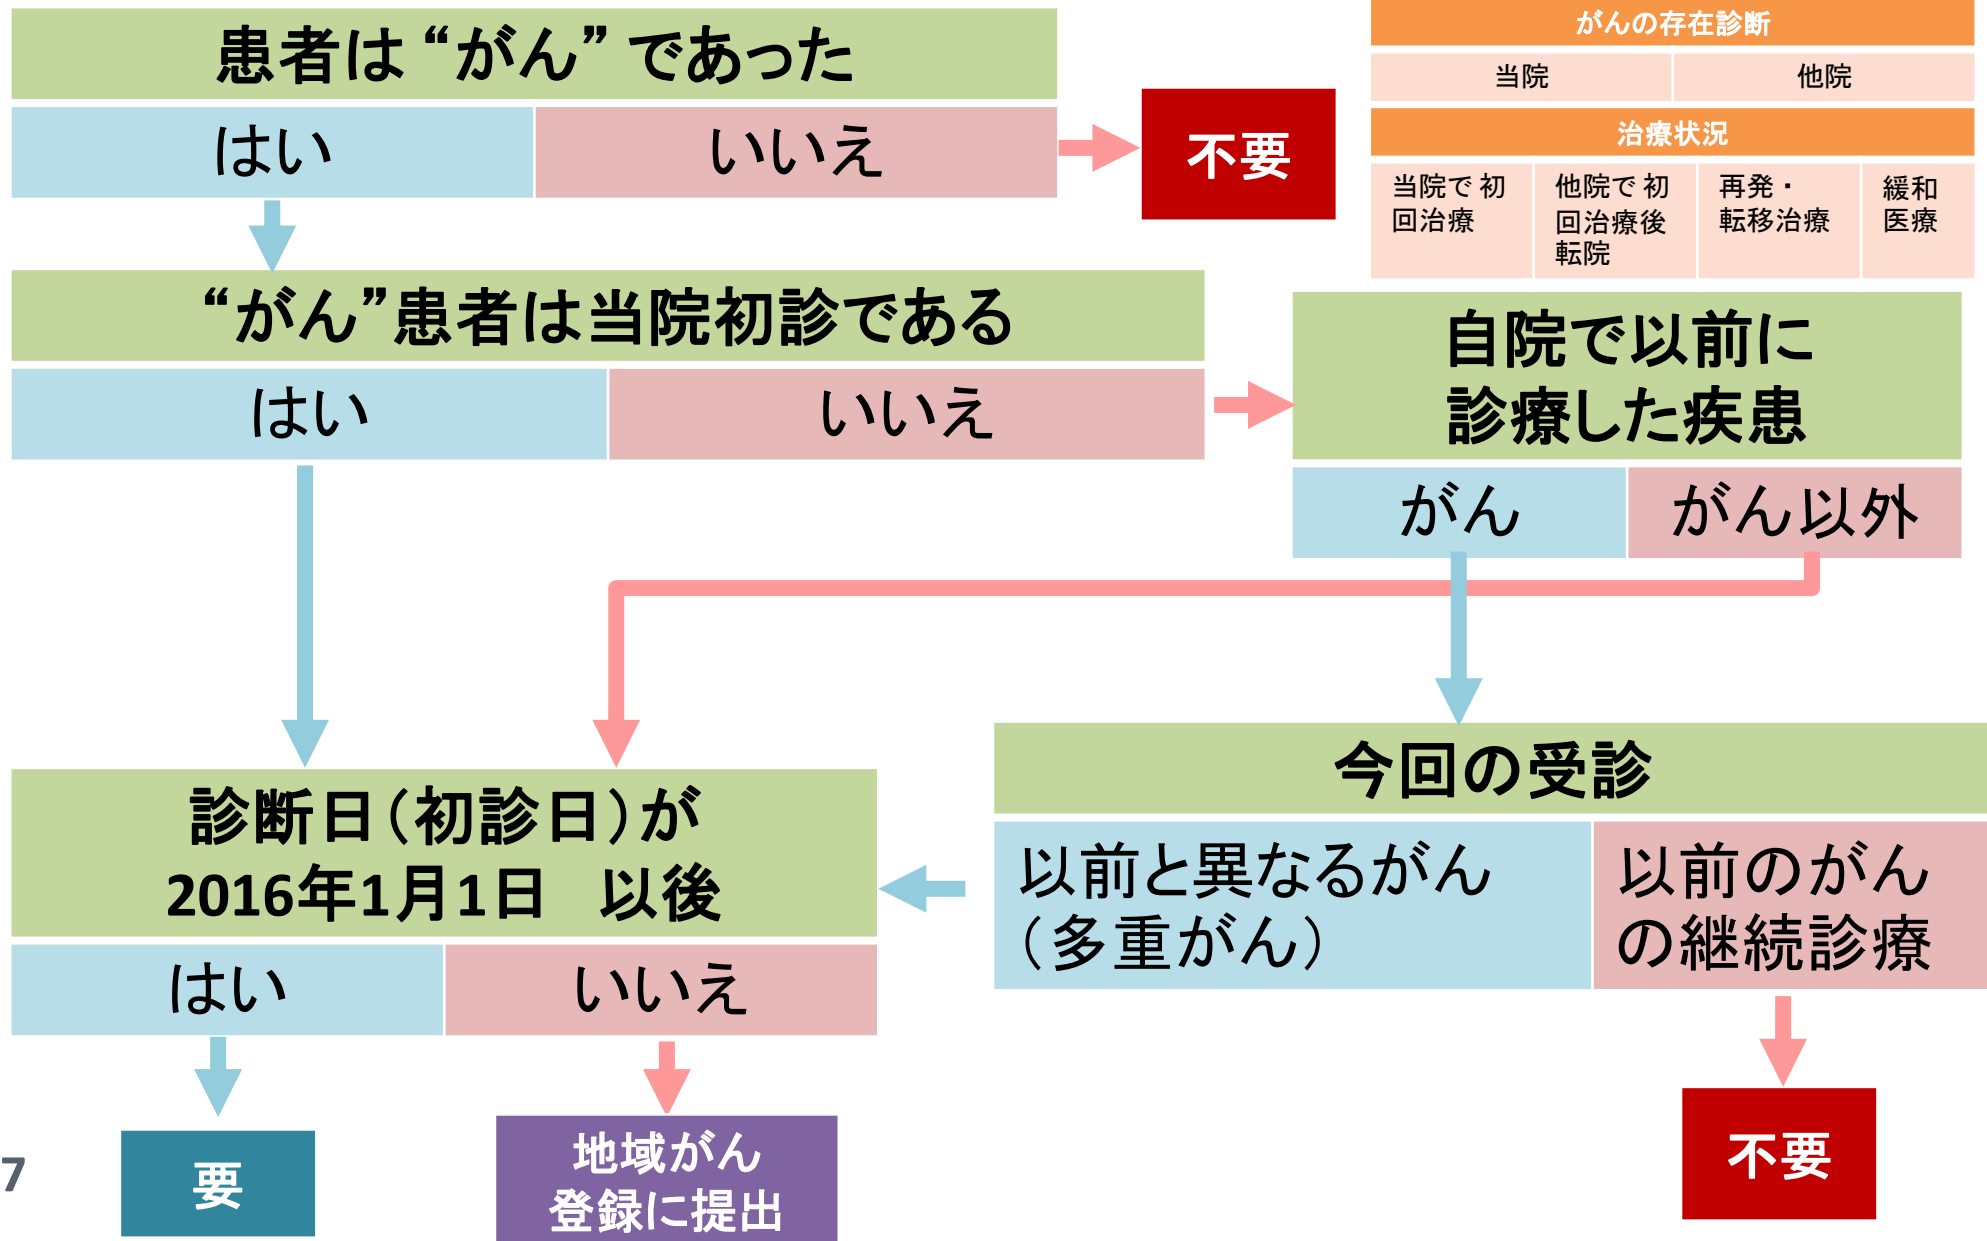 患者は “がん” であった
はい
いいえ
不要
がんの存在診断
当院
他院
治療状況
当院で 初
回治療
他院で 初
回治療後
転院
再発・
転移治療
緩和
医療
“がん”患者は当院初診である
はい
いいえ
自院で以前に
診療した疾患
がん
がん以外
今回の受診
以前と異なるがん
（多重がん）
以前のがん
の継続診療
診断日（初診日）が
2016年1月1日　以後
はい
いいえ
要
地域がん
登録に提出
不要
7